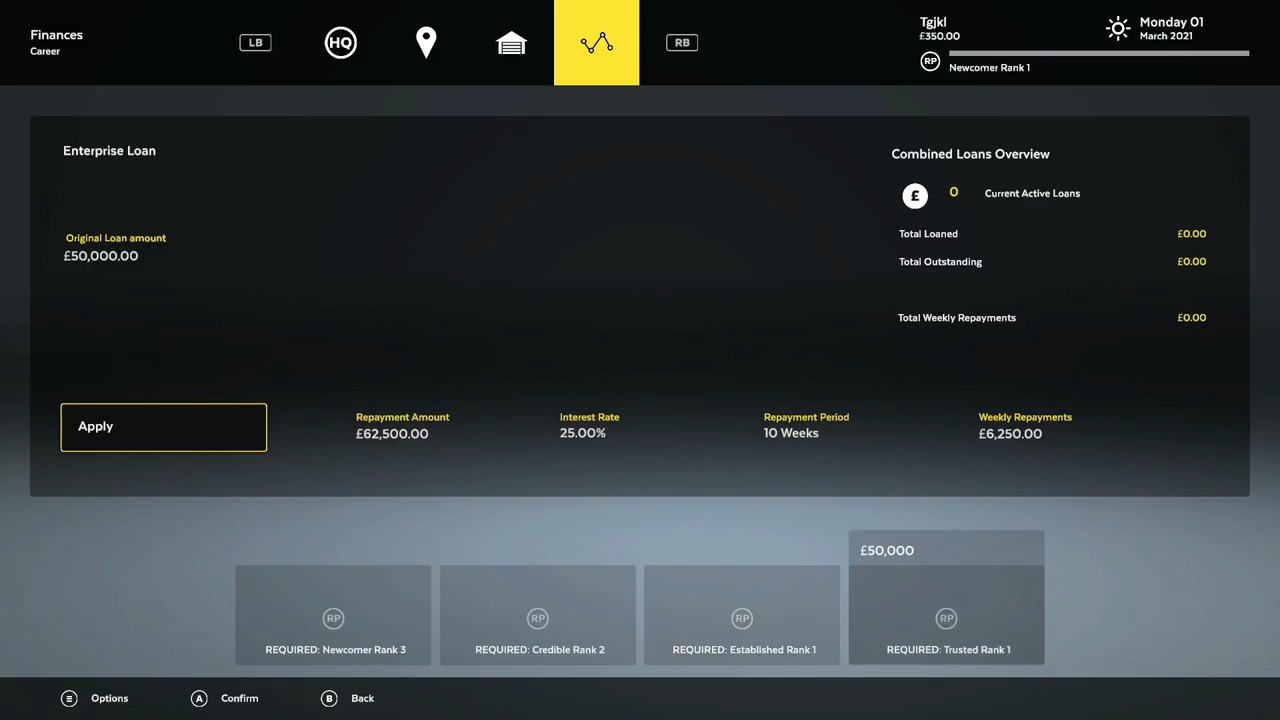 Finances
Career
LB
HQ
RB
Tgjkl
£350.00
Monday 01
March 2021
RP
Newcomer Rank 1
Enterprise Loan
Original Loan amount
£50,000.00
Combined Loans Overview
£ 0 Current Active Loans
Total Loaned £0.00
Total Outstanding £0.00
Total Weekly Repayments £0.00
Apply
Repayment Amount
£62,500.00
Interest Rate
25.00%
Repayment Period
10 Weeks
Weekly Repayments
£6,250.00
£50,000
RP
REQUIRED: Newcomer Rank 3
RP
REQUIRED: Credible Rank 2
RP
REQUIRED: Established Rank 1
RP
REQUIRED: Trusted Rank 1
Options
A Confirm
B Back